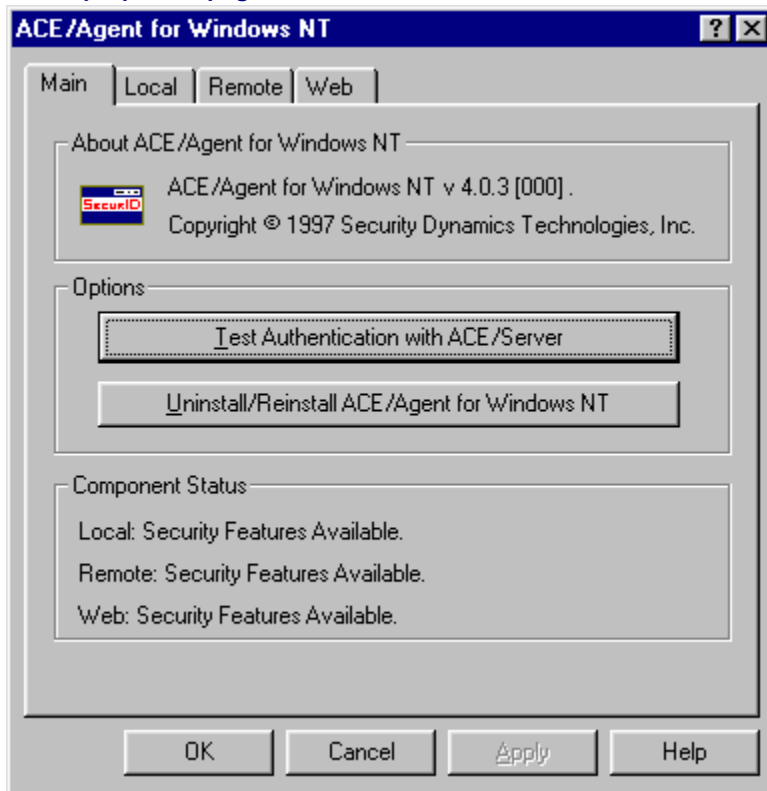 ACE/Agent for Windows NT
Main Local Remote Web
About ACE/Agent for Windows NT
SecurID
ACE/Agent for Windows NT v 4.0.3 [000] .
Copyright © 1997 Security Dynamics Technologies, Inc.
Options
Test Authentication with ACE/Server
Uninstall/Reinstall ACE/Agent for Windows NT
Component Status
Local: Security Features Available.
Remote: Security Features Available.
Web: Security Features Available.
OK Cancel Apply Help